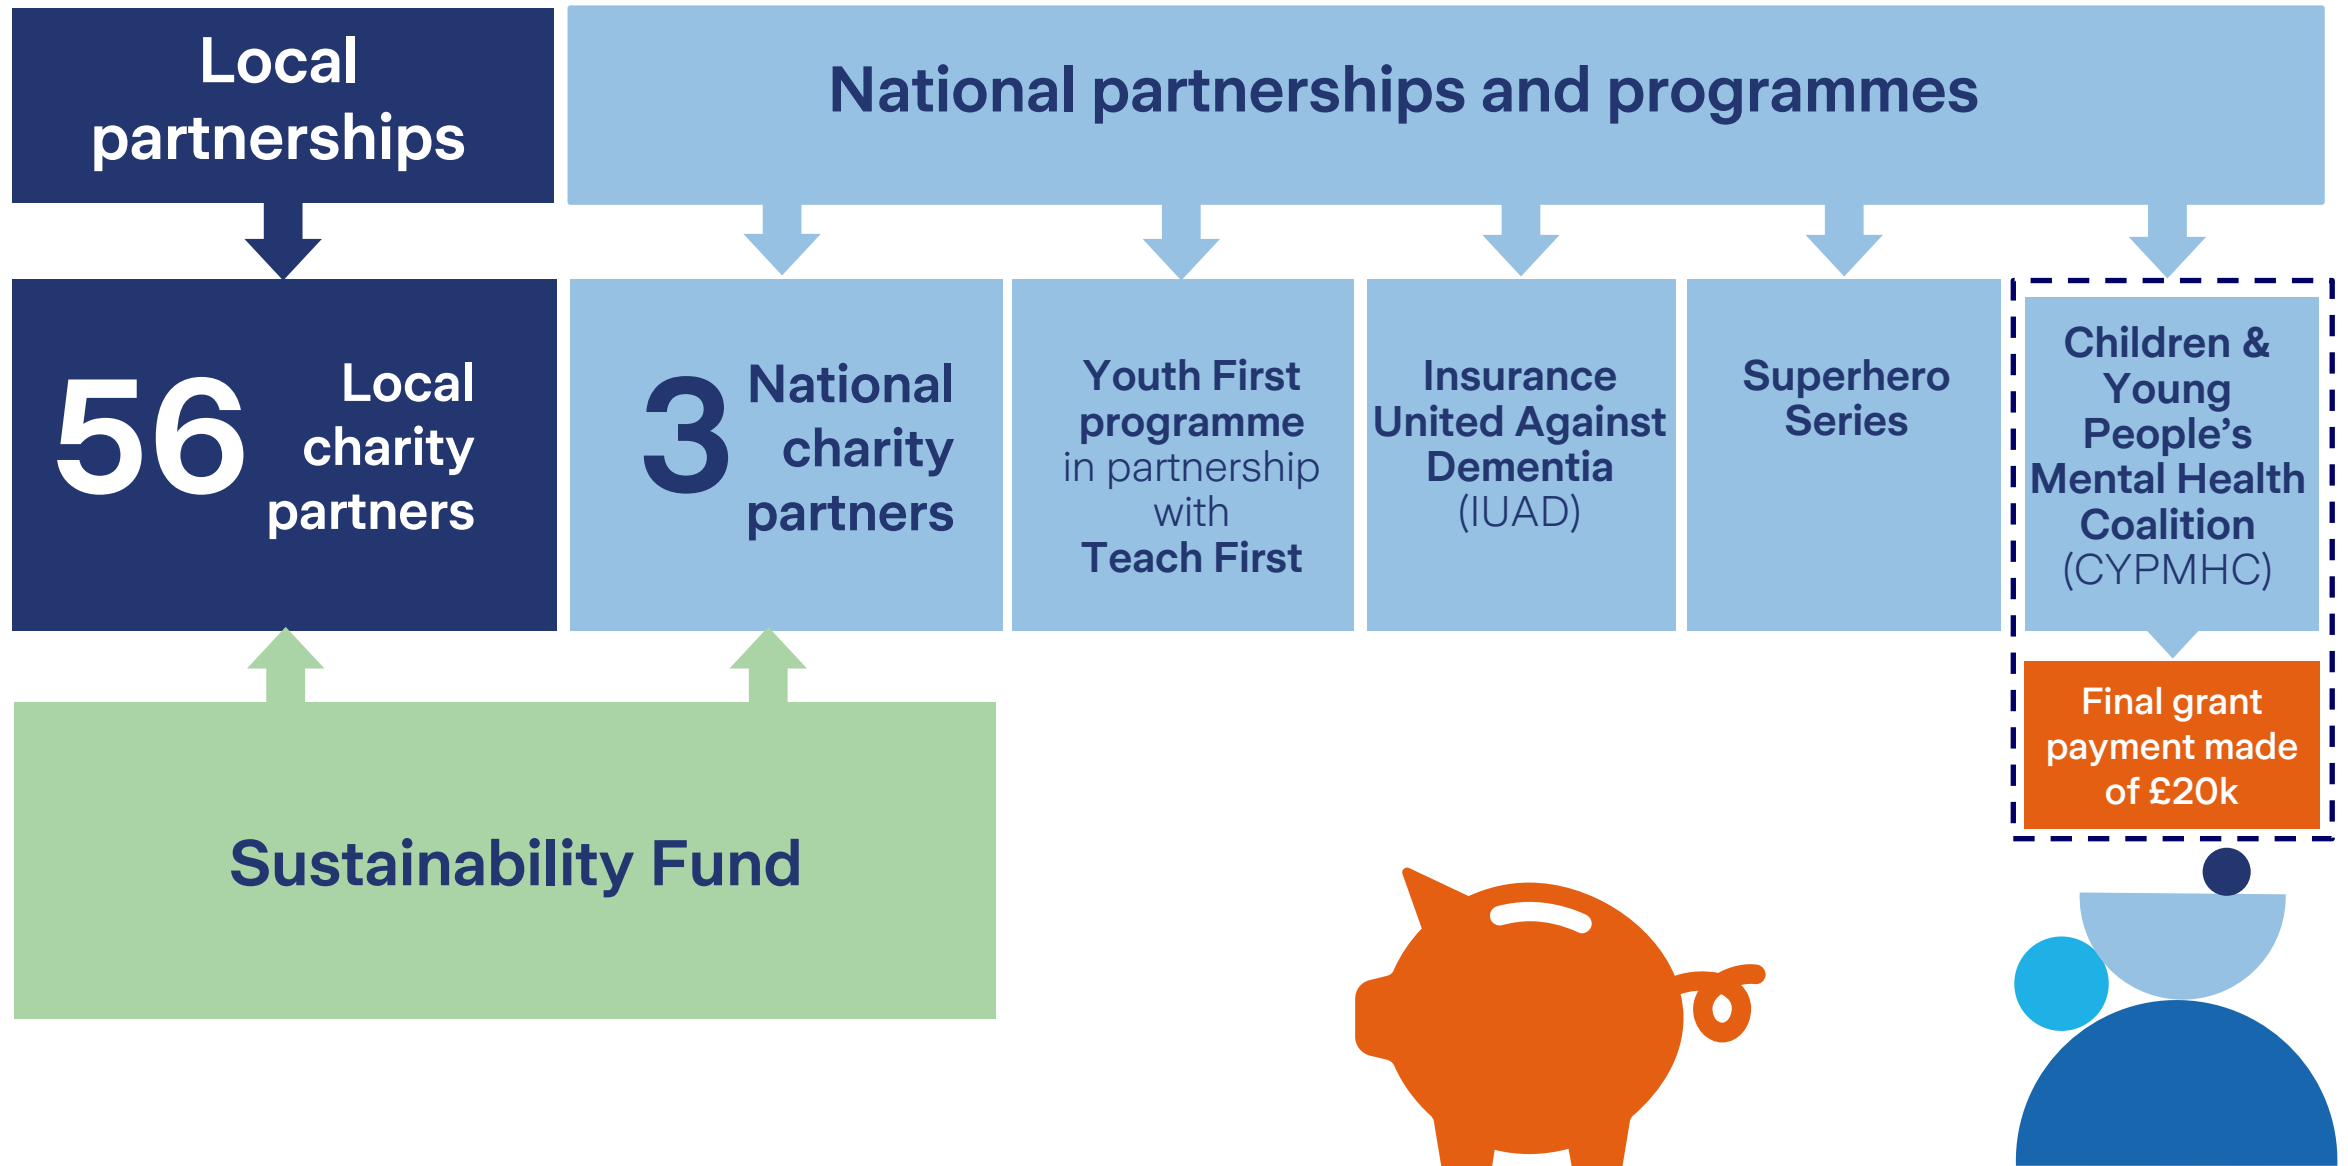 Local
partnerships
National partnerships and programmes
56
Local
charity
partners
3
National
charity
partners
Youth First
programme
in partnership
with
Teach First
Insurance
United Against
Dementia
(IUAD)
Superhero
Series
Children &
Young
People’s
Mental Health
Coalition
(CYPMHC)
Final grant
payment made
of £20k
Sustainability Fund